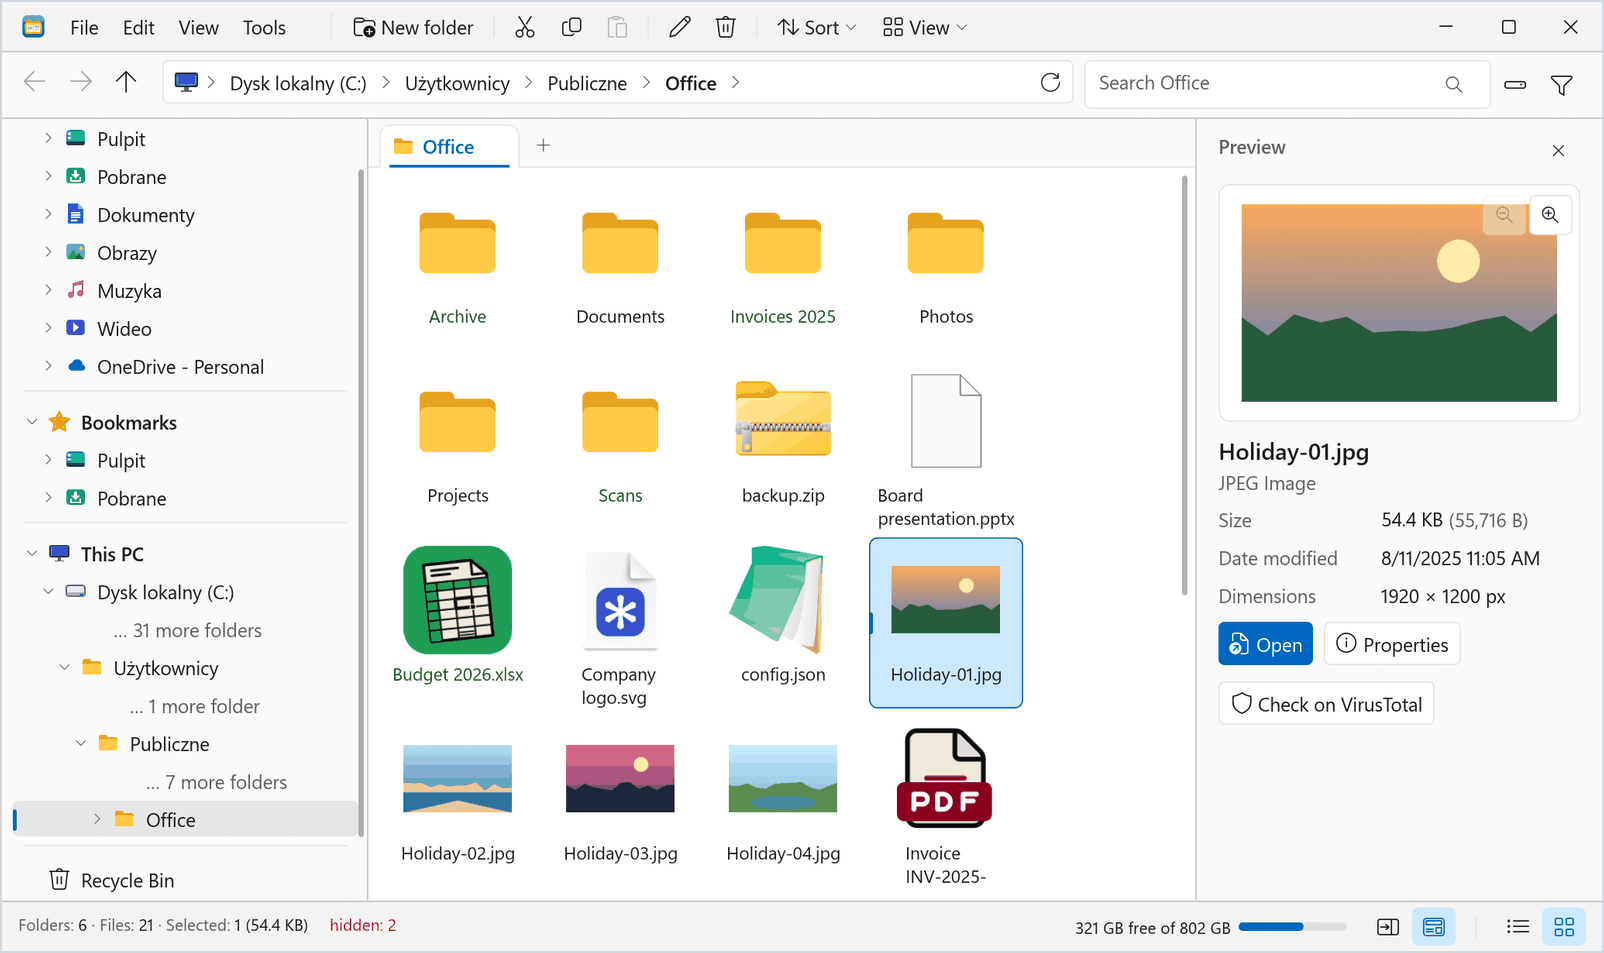 File Edit View Tools New folder Sort View
Dysk lokalny (C:) Użytkownicy Publiczne Office
Search Office
Pulpit
Pobrane
Dokumenty
Obrazy
Muzyka
Wideo
OneDrive - Personal
Bookmarks
Pulpit
Pobrane
This PC
Dysk lokalny (C:)
... 31 more folders
Użytkownicy
... 1 more folder
Publiczne
... 7 more folders
Office
Recycle Bin
Office
Archive
Documents
Invoices 2025
Photos
Projects
Scans
backup.zip
Board
presentation.pptx
Budget 2026.xlsx
Company
logo.svg
config.json
Holiday-01.jpg
Holiday-02.jpg
Holiday-03.jpg
Holiday-04.jpg
PDF
Invoice
INV-2025-
Preview
Holiday-01.jpg
JPEG Image
Size 54.4 KB (55,716 B)
Date modified 8/11/2025 11:05 AM
Dimensions 1920 × 1200 px
Open
Properties
Check on VirusTotal
Folders: 6 · Files: 21 · Selected: 1 (54.4 KB) hidden: 2
321 GB free of 802 GB